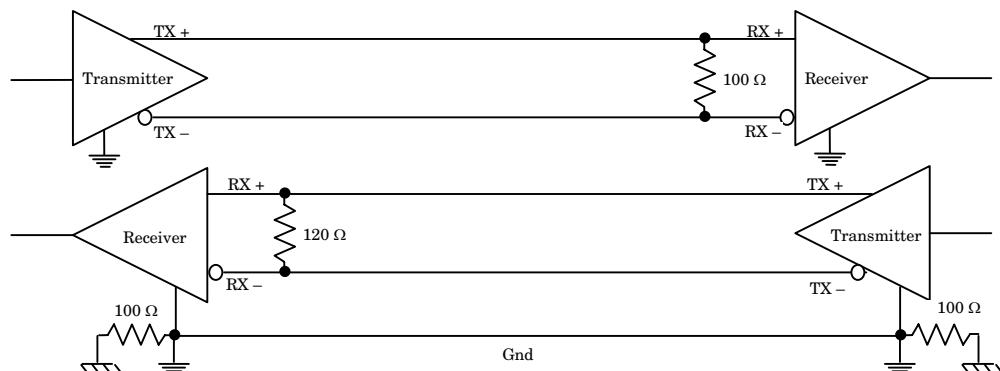 TX +
RX +
Transmitter
100 Ω
Receiver
TX –
RX –
RX +
TX +
Receiver
120 Ω
Transmitter
RX –
TX –
100 Ω
100 Ω
Gnd